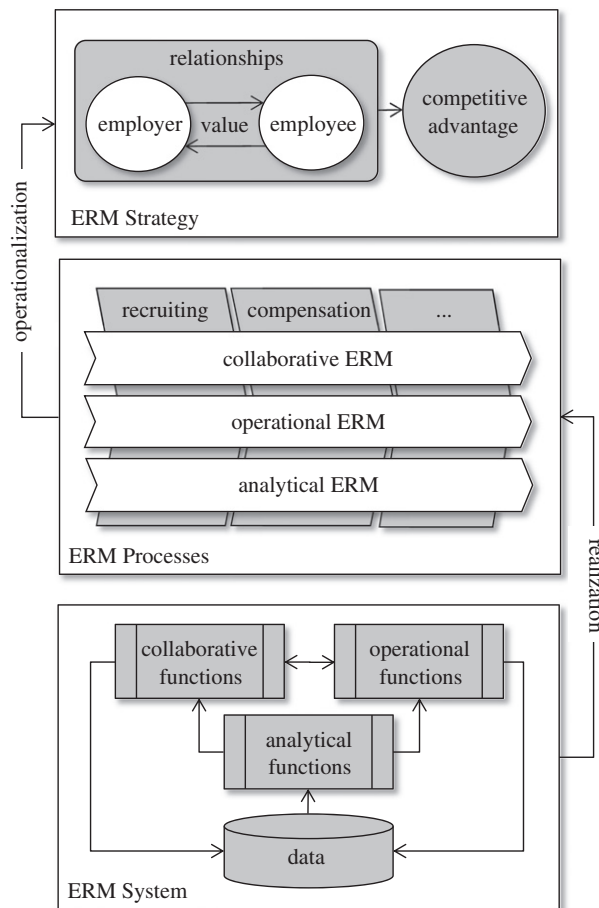 relationships
employer
value
employee
competitive
advantage
ERM Strategy
operationalization
recruiting
compensation
...
collaborative ERM
operational ERM
analytical ERM
ERM Processes
realization
collaborative
functions
operational
functions
analytical
functions
data
ERM System